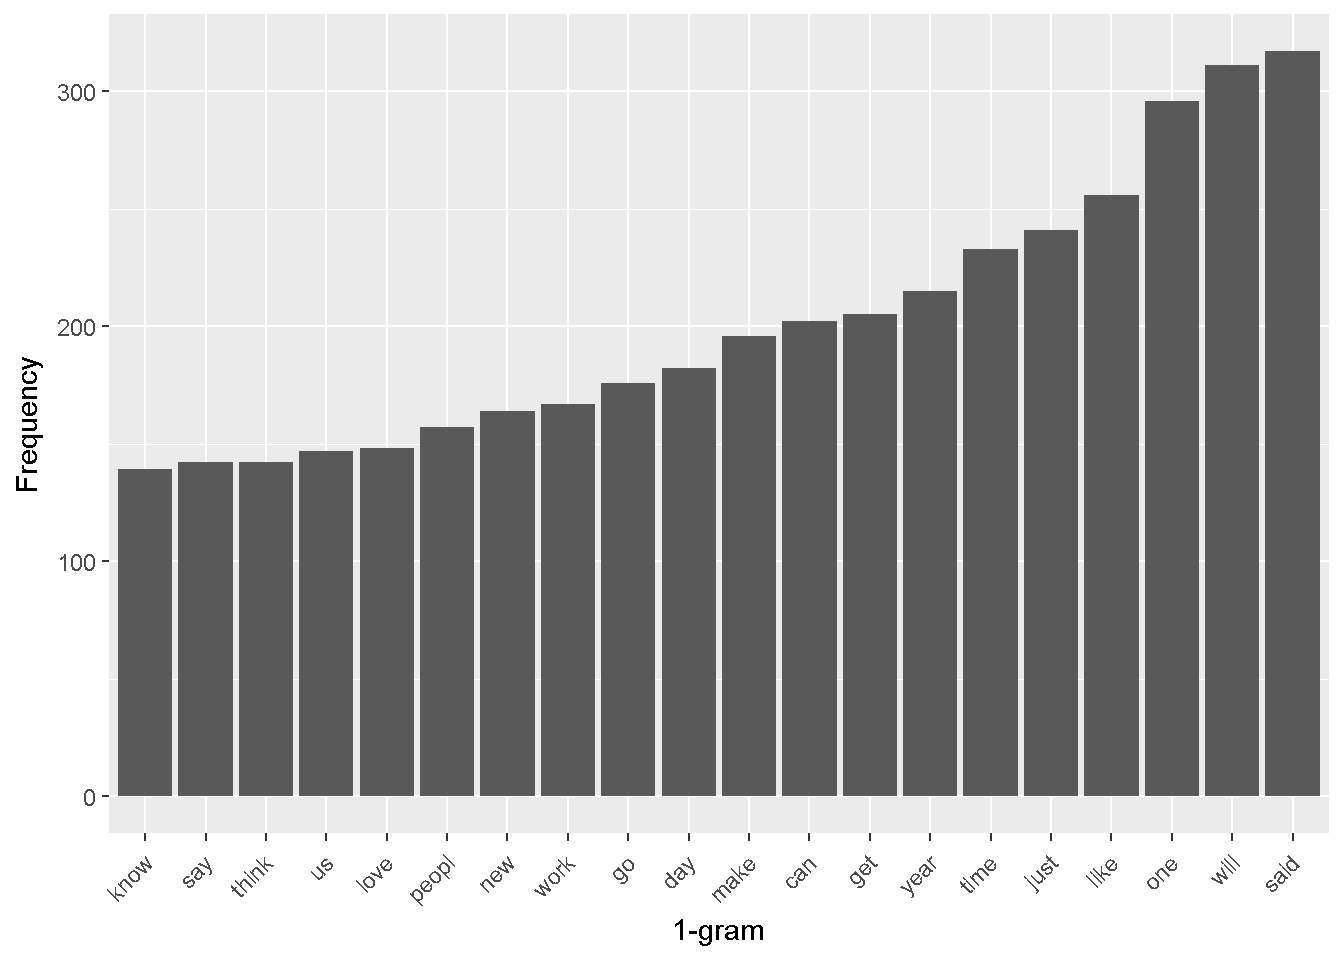 300
200
100
0
Frequency
know say think us love peopl new work go day make can get year time just like one will said
1-gram